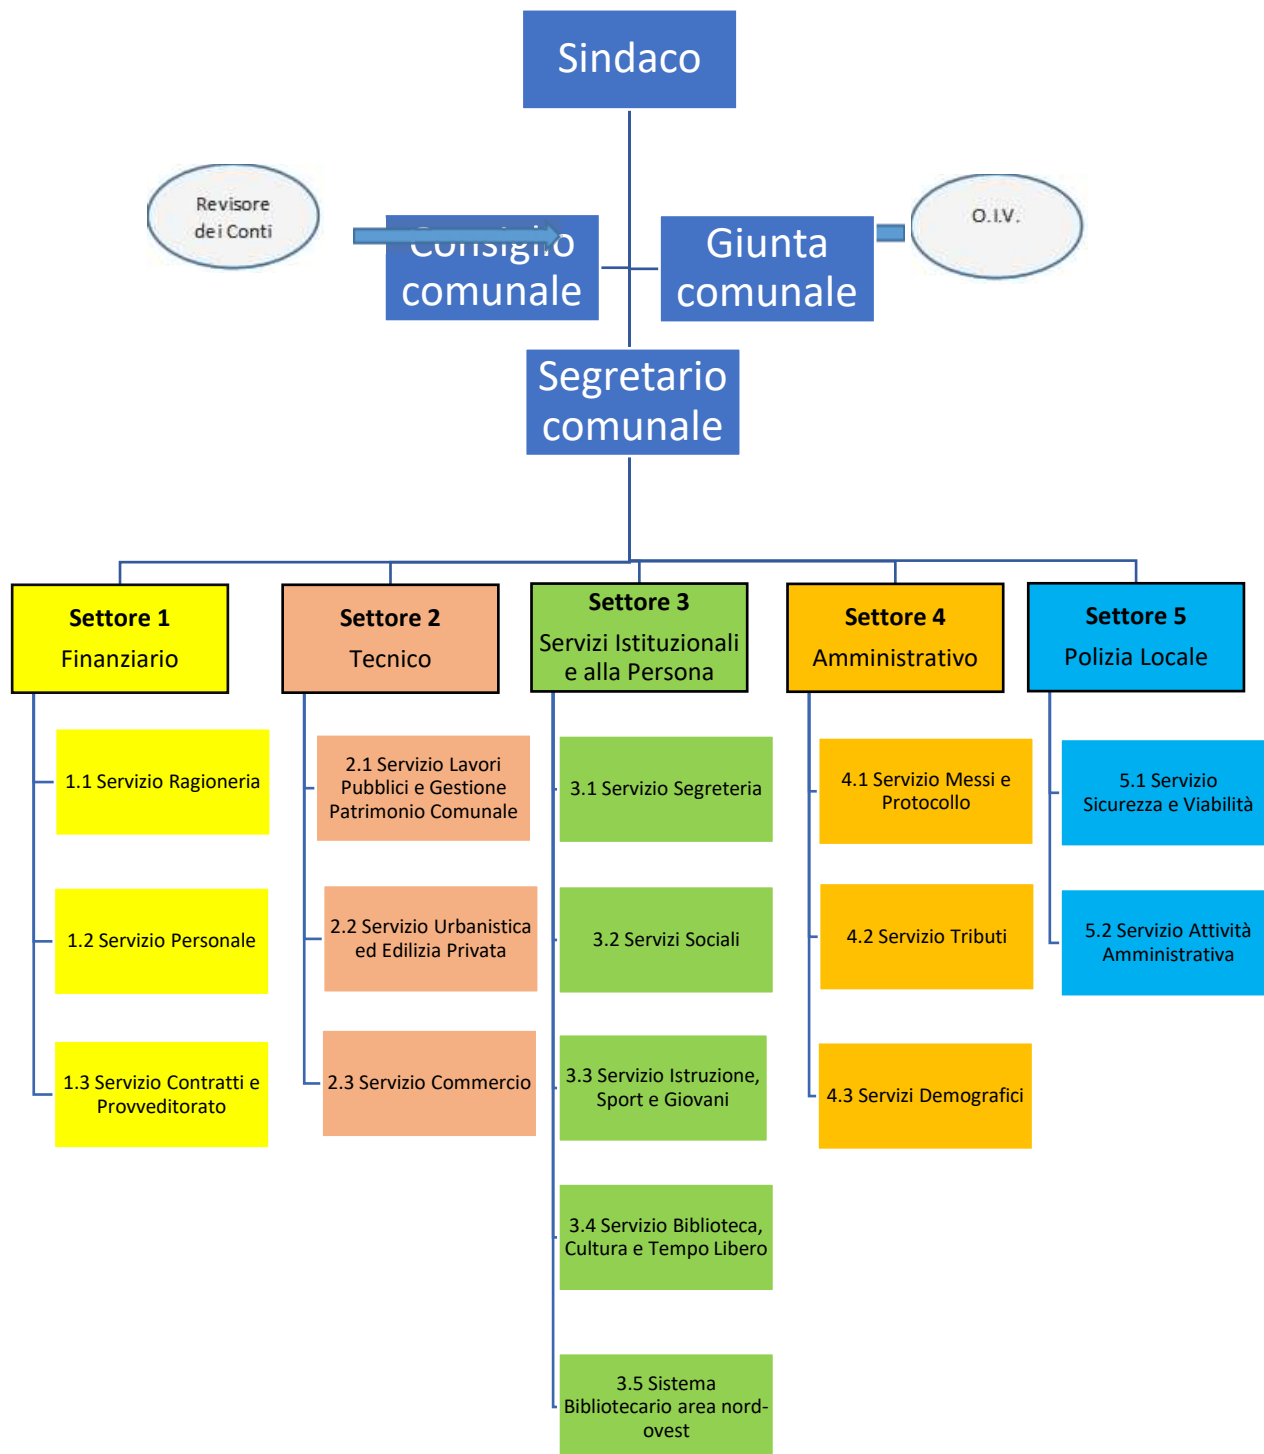 Sindaco
Revisore
dei Conti
O.I.V.
Consiglio
comunale
Giunta
comunale
Segretario
comunale
Settore 1
Finanziario
Settore 2
Tecnico
Settore 3
Servizi Istituzionali
e alla Persona
Settore 4
Amministrativo
Settore 5
Polizia Locale
1.1 Servizio Ragioneria
1.2 Servizio Personale
1.3 Servizio Contratti e
Provveditorato
2.1 Servizio Lavori
Pubblici e Gestione
Patrimonio Comunale
2.2 Servizio Urbanistica
ed Edilizia Privata
2.3 Servizio Commercio
3.1 Servizio Segreteria
3.2 Servizi Sociali
3.3 Servizio Istruzione,
Sport e Giovani
3.4 Servizio Biblioteca,
Cultura e Tempo Libero
3.5 Sistema
Bibliotecario area nord-
ovest
4.1 Servizio Messi e
Protocollo
4.2 Servizio Tributi
4.3 Servizi Demografici
5.1 Servizio
Sicurezza e Viabilità
5.2 Servizio Attività
Amministrativa